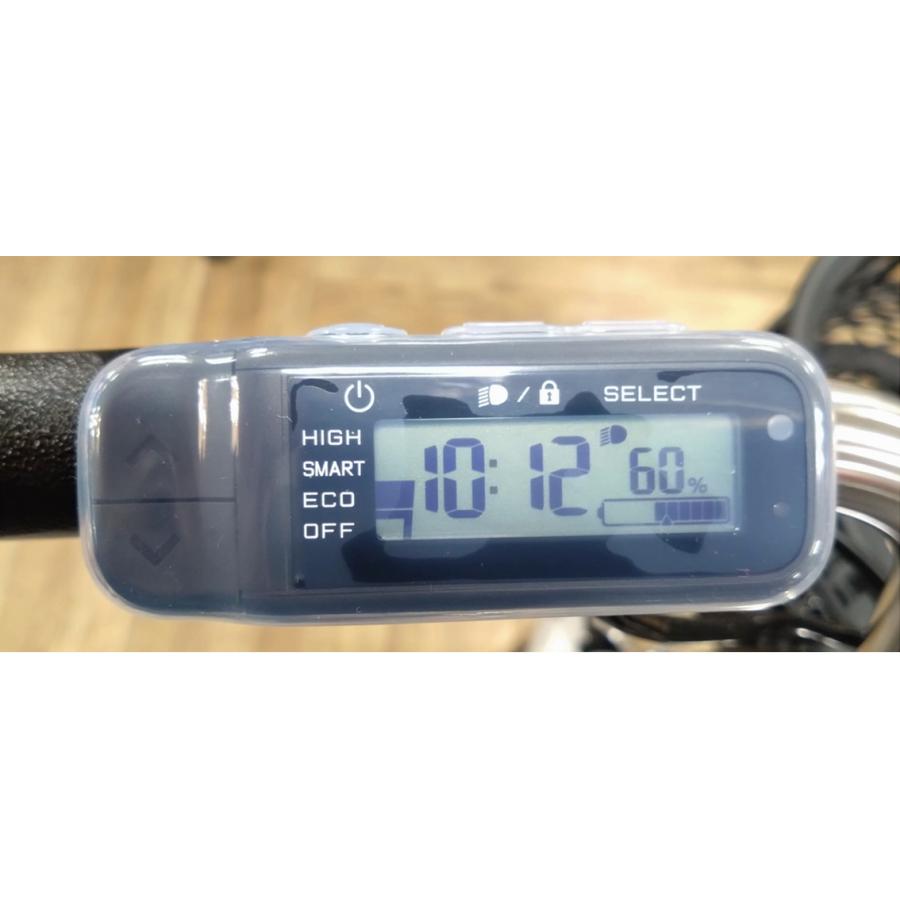 SELECT
HIGH
SMART
ECO
OFF
10:12
60%